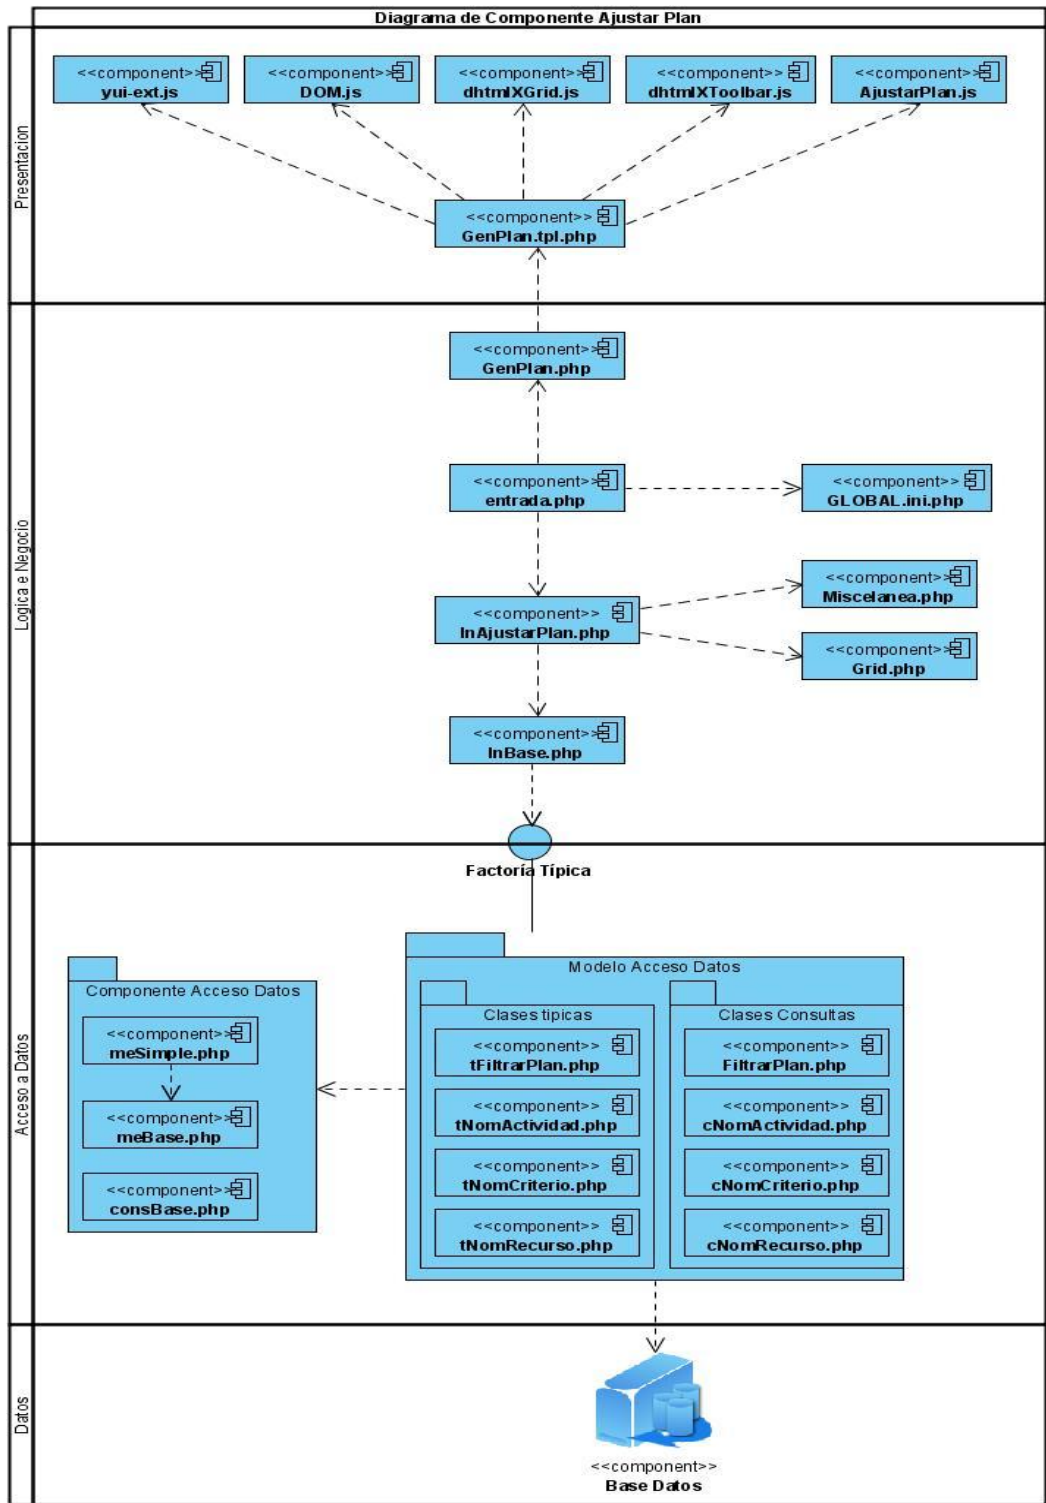 Diagrama de Componente Ajustar Plan
Presentacion
<<component>>
yui-ext.js
<<component>>
DOM.js
<<component>>
dhtmlXGrid.js
<<component>>
dhtmlXToolbar.js
<<component>>
AjustarPlan.js
<<component>>
GenPlan.tpl.php
Logica e Negocio
<<component>>
GenPlan.php
<<component>>
entrada.php
<<component>>
GLOBAL.ini.php
<<component>>
Miscelanea.php
<<component>>
InAjustarPlan.php
<<component>>
Grid.php
<<component>>
InBase.php
Factoría Típica
Acceso a Datos
Componente Acceso Datos
<<component>>
meSimple.php
<<component>>
meBase.php
<<component>>
consBase.php
Modelo Acceso Datos
Clases tipicas
<<component>>
tFiltrarPlan.php
<<component>>
tNomActividad.php
<<component>>
tNomCriterio.php
<<component>>
tNomRecurso.php
Clases Consultas
<<component>>
FiltrarPlan.php
<<component>>
cNomActividad.php
<<component>>
cNomCriterio.php
<<component>>
cNomRecurso.php
Datos
<<component>>
Base Datos